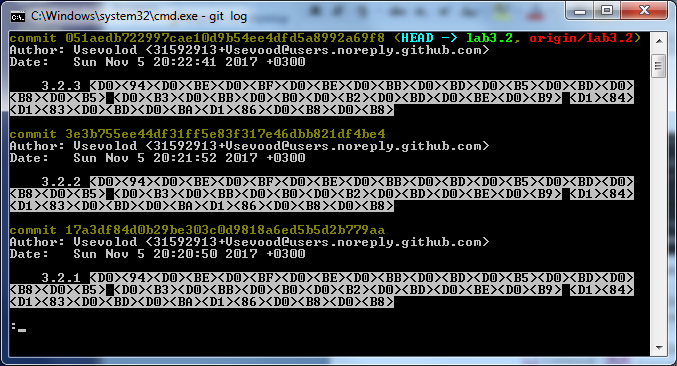 C:\Windows\system32\cmd.exe - git log
commit 051aedb722997cae10d9b54ee4dfd5a8992a69f8 (HEAD -> lab3.2, origin/lab3.2)
Author: Vsevolod <31592913+Vsevood@users.noreply.github.com>
Date:   Sun Nov 5 20:22:41 2017 +0300
3.2.3 <D0><94><D0><BE><D0><BF><D0><BE><D0><BB><D0><BD><D0><B5><D0><BD><D0>
<B8><D0><B5> <D0><B3><D0><BB><D0><B0><D0><B2><D0><BD><D0><BE><D0><B9> <D1><84>
<D1><83><D0><BD><D0><BA><D1><86><D0><B8><D0><B8>
commit 3e3b755ee44df31ff5e83f317e46dbb821df4be4
Author: Vsevolod <31592913+Vsevood@users.noreply.github.com>
Date:   Sun Nov 5 20:21:52 2017 +0300
3.2.2 <D0><94><D0><BE><D0><BF><D0><BE><D0><BB><D0><BD><D0><B5><D0><BD><D0>
<B8><D0><B5> <D0><B3><D0><BB><D0><B0><D0><B2><D0><BD><D0><BE><D0><B9> <D1><84>
<D1><83><D0><BD><D0><BA><D1><86><D0><B8><D0><B8>
commit 17a3df84d0b29be303c0d9818a6ed5b5d2b779aa
Author: Vsevolod <31592913+Vsevood@users.noreply.github.com>
Date:   Sun Nov 5 20:20:50 2017 +0300
3.2.1 <D0><94><D0><BE><D0><BF><D0><BE><D0><BB><D0><BD><D0><B5><D0><BD><D0>
<B8><D0><B5> <D0><B3><D0><BB><D0><B0><D0><B2><D0><BD><D0><BE><D0><B9> <D1><84>
<D1><83><D0><BD><D0><BA><D1><86><D0><B8><D0><B8>
: